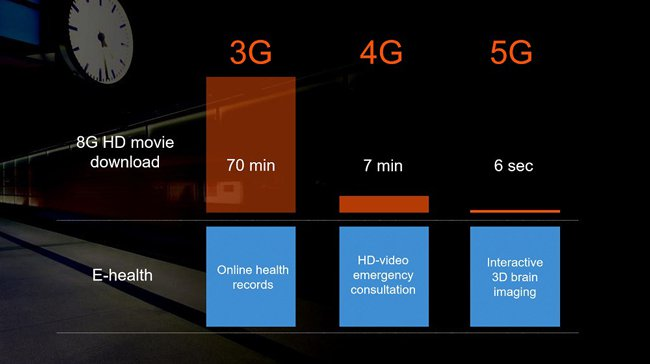 3G 4G 5G
8G HD movie
download
70 min 7 min 6 sec
E-health
Online health
records
HD-video
emergency
consultation
Interactive
3D brain
imaging